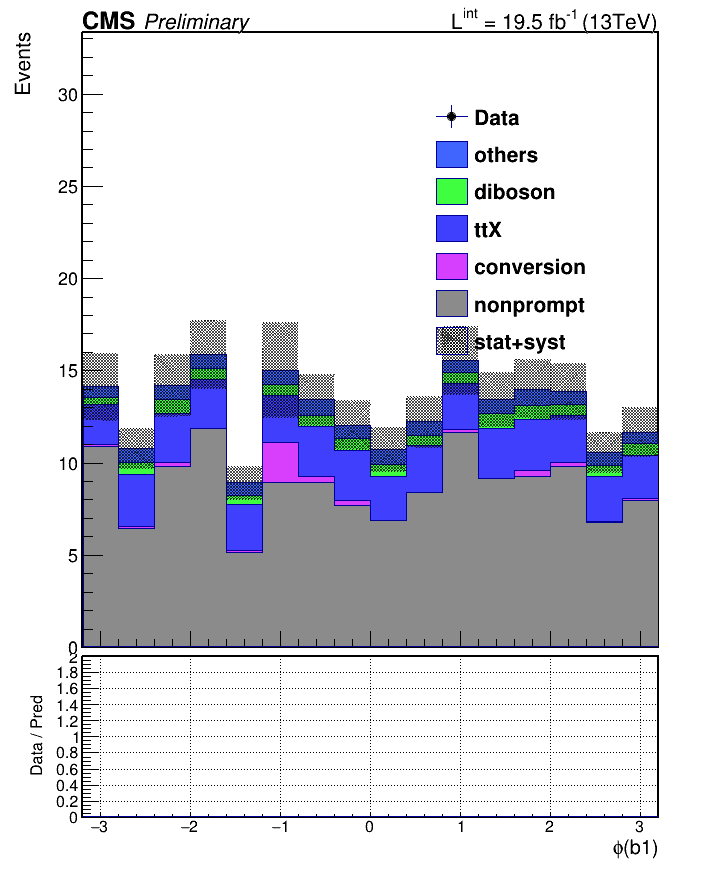 CMS Preliminary L^int = 19.5 fb^-1 (13TeV)
Events
30
25
20
15
10
5
0
Data
others
diboson
ttX
conversion
nonprompt
stat+syst
Data / Pred
2
1.8
1.6
1.4
1.2
1
0.8
0.6
0.4
0.2
0
−3 −2 −1 0 1 2 3
ϕ(b1)